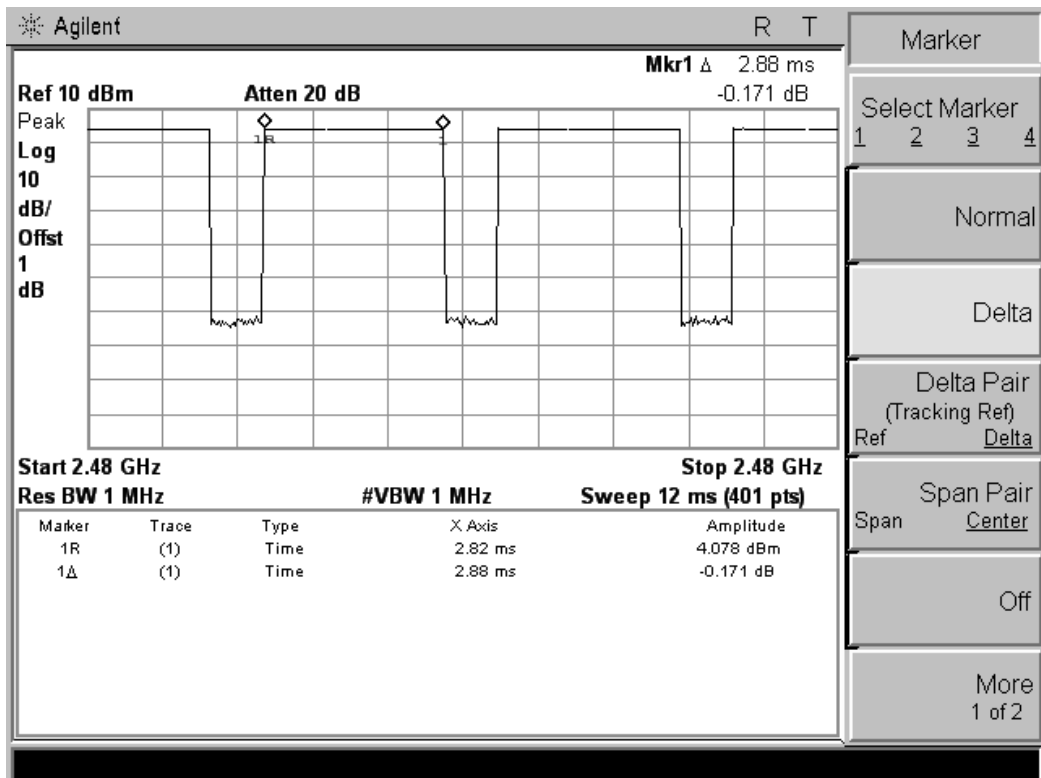 Agilent R T
Mkr1 Δ 2.88 ms
Ref 10 dBm Atten 20 dB -0.171 dB
Peak
Log
10
dB/
Offst
1
dB
1R
1
Start 2.48 GHz Stop 2.48 GHz
Res BW 1 MHz #VBW 1 MHz Sweep 12 ms (401 pts)
Marker Trace Type X Axis Amplitude
1R (1) Time 2.82 ms 4.078 dBm
1Δ (1) Time 2.88 ms -0.171 dB
Marker
Select Marker
1 2 3 4
Normal
Delta
Delta Pair
(Tracking Ref)
Ref Delta
Span Pair
Span Center
Off
More
1 of 2